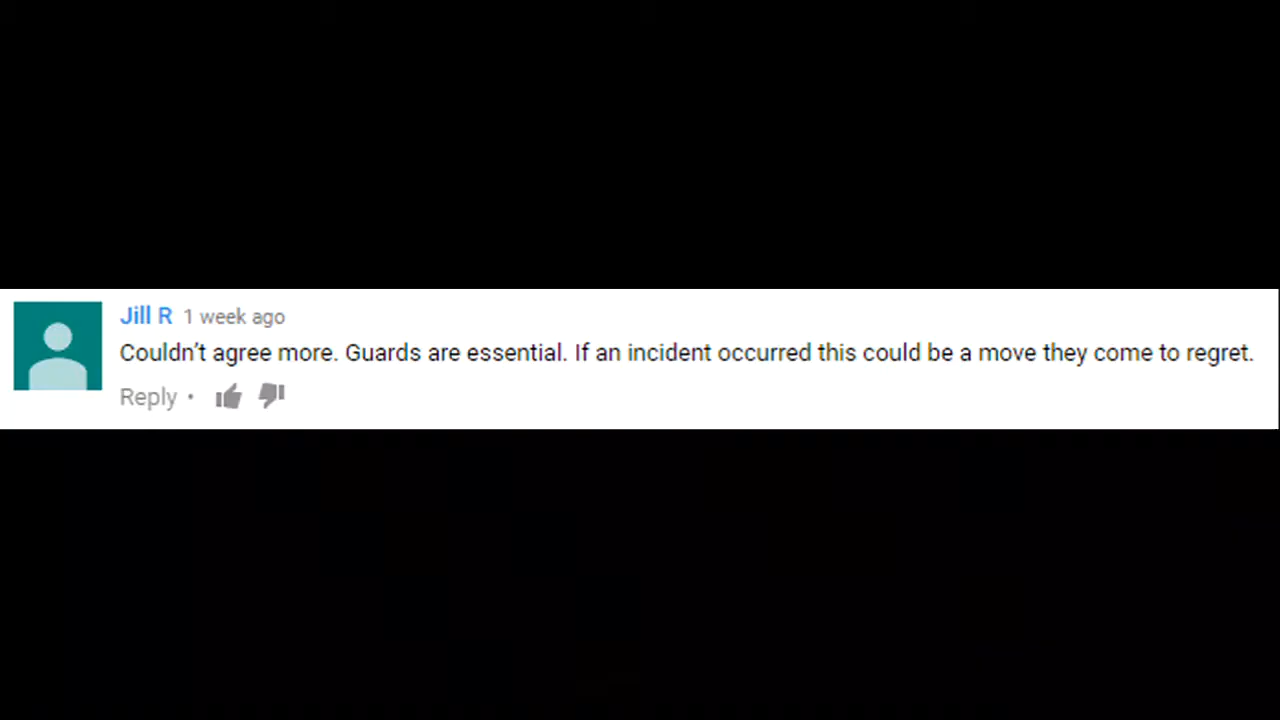 Jill R 1 week ago
Couldn’t agree more. Guards are essential. If an incident occurred this could be a move they come to regret.
Reply •